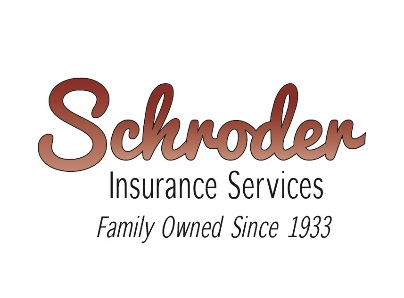 Schroder
Insurance Services
Family Owned Since 1933